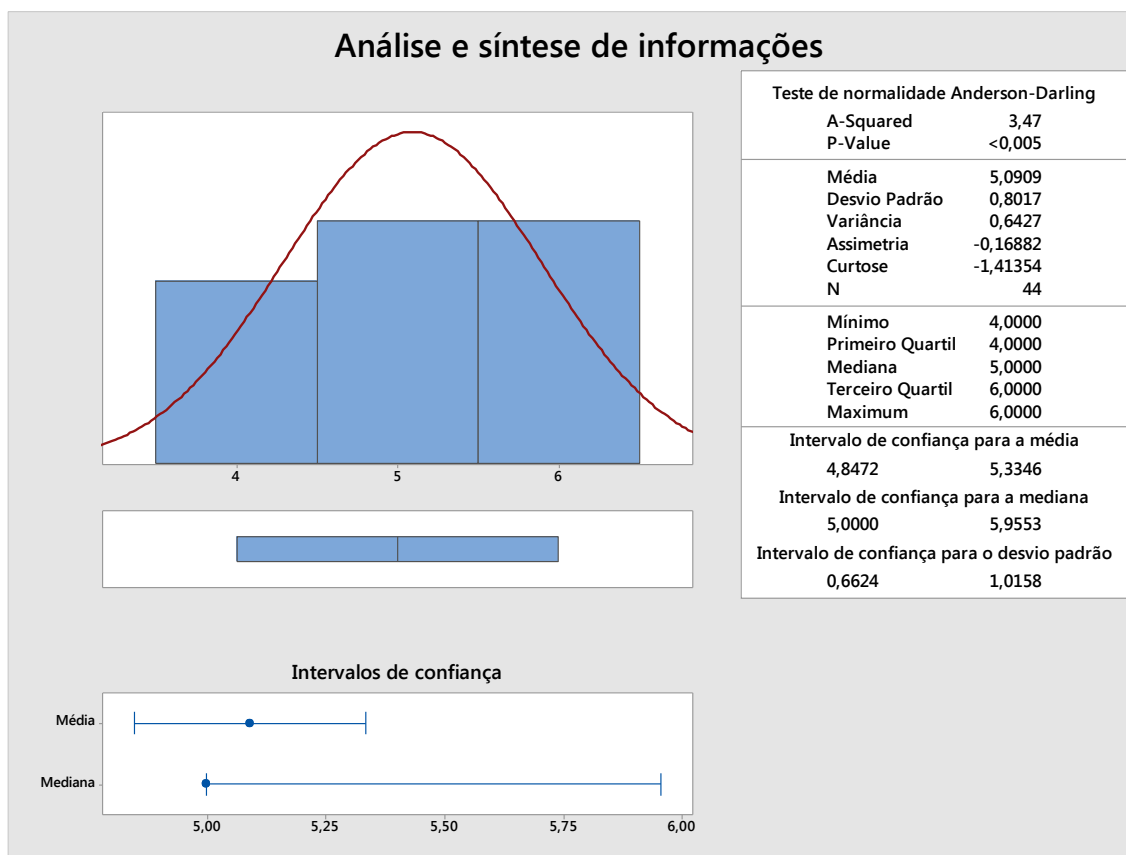 Análise e síntese de informações
4 5 6
Intervalos de confiança
Média
Mediana
5,00 5,25 5,50 5,75 6,00
Teste de normalidade Anderson-Darling
A-Squared 3,47
P-Value <0,005
Média 5,0909
Desvio Padrão 0,8017
Variância 0,6427
Assimetria -0,16882
Curtose -1,41354
N 44
Mínimo 4,0000
Primeiro Quartil 4,0000
Mediana 5,0000
Terceiro Quartil 6,0000
Maximum 6,0000
Intervalo de confiança para a média
4,8472 5,3346
Intervalo de confiança para a mediana
5,0000 5,9553
Intervalo de confiança para o desvio padrão
0,6624 1,0158